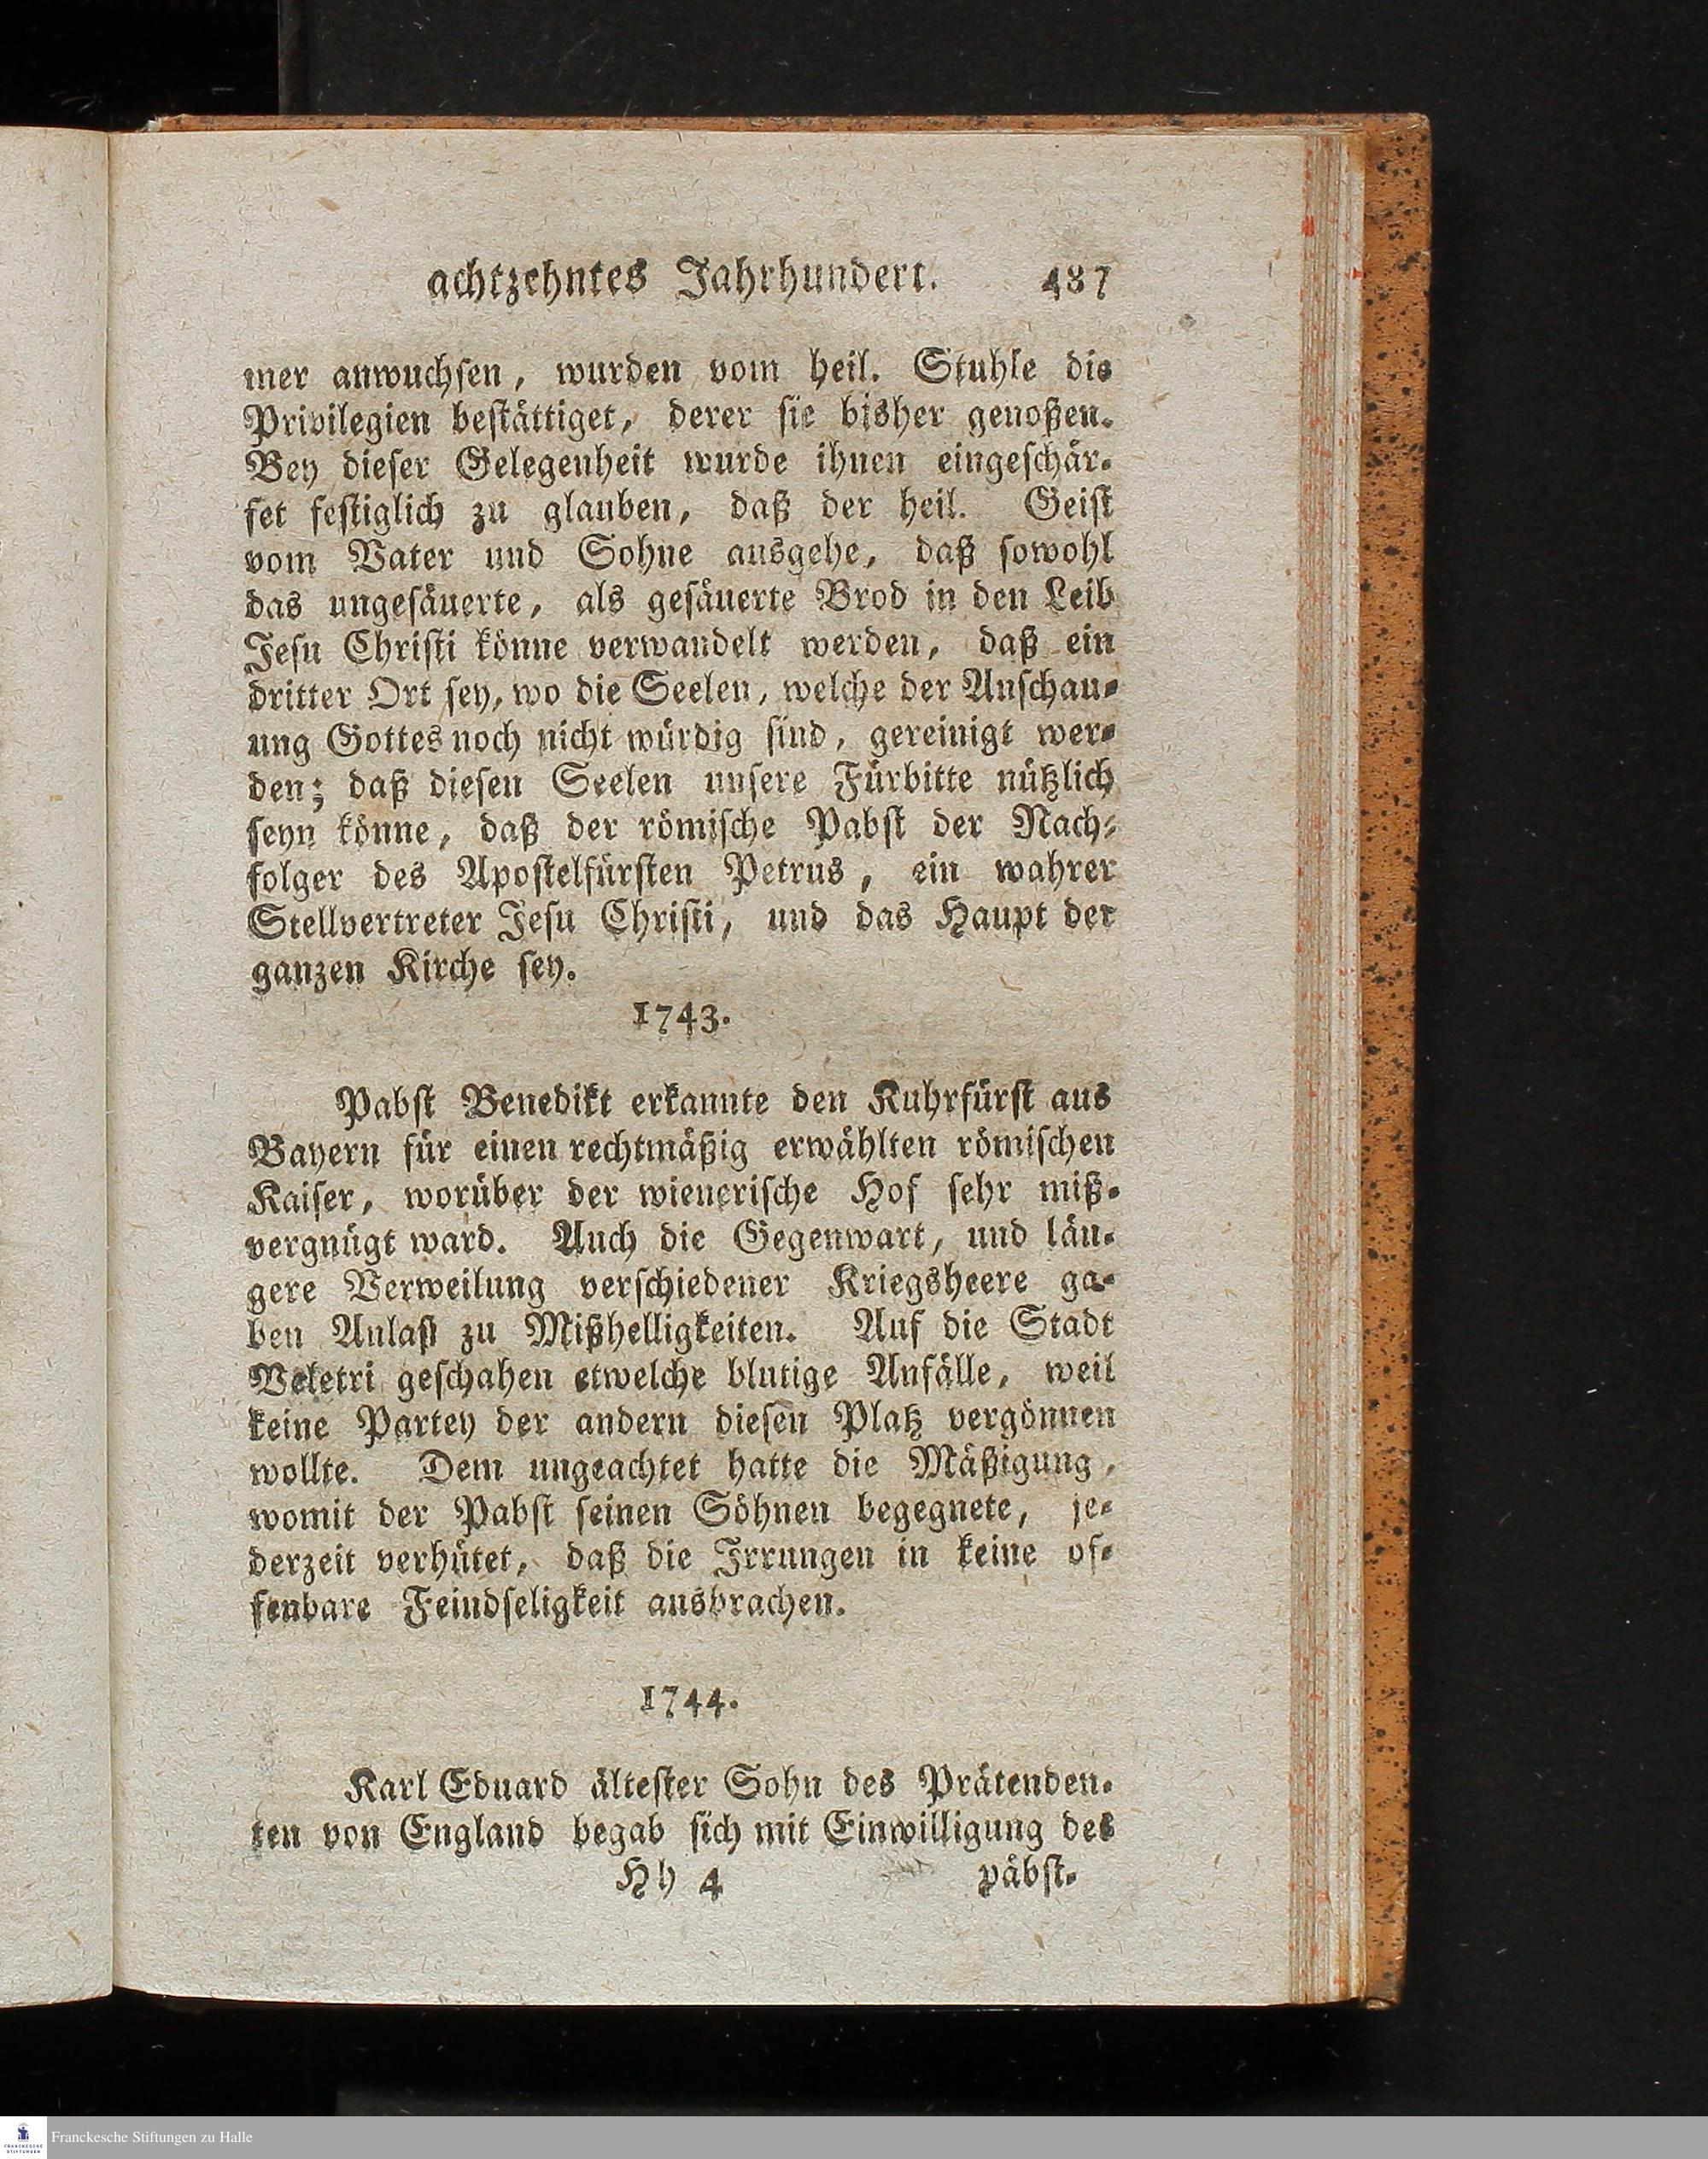 achtzehntes Jahrhundert. 487
mer anwuchsen, wurden vom heil. Stuhle die
Privilegien bestättiget, derer sie bisher genoßen.
Bey dieser Gelegenheit wurde ihnen eingeschär-
fet festiglich zu glauben, daß der heil. Geist
vom Vater und Sohne ausgehe, daß sowohl
das ungesäuerte, als gesäuerte Brod in den Leib
Jesu Christi könne verwandelt werden, daß ein
dritter Ort sey, wo die Seelen, welche der Anschau-
ung Gottes noch nicht würdig sind, gereinigt wer-
den; daß diesen Seelen unsere Fürbitte nützlich
seyn könne, daß der römische Pabst der Nach-
folger des Apostelfürsten Petrus, ein wahrer
Stellvertreter Jesu Christi, und das Haupt der
ganzen Kirche sey.
1743.
Pabst Benedikt erkannte den Kuhrfürst aus
Bayern für einen rechtmäßig erwählten römischen
Kaiser, worüber der wienerische Hof sehr miß-
vergnügt ward. Auch die Gegenwart, und län-
gere Verweilung verschiedener Kriegsheere ga-
ben Anlaß zu Mißhelligkeiten. Auf die Stadt
Veletri geschahen etwelche blutige Anfälle, weil
keine Partey der andern diesen Platz vergönnen
wollte. Dem ungeachtet hatte die Mäßigung,
womit der Pabst seinen Söhnen begegnete, je-
derzeit verhütet, daß die Irrungen in keine of-
fenbare Feindseligkeit ausbrachen.
1744.
Karl Eduard ältester Sohn des Prätenden-
ten von England begab sich mit Einwilligung des
Hh 4 päbst-
FRANCKESCHE
STIFTUNGEN
Franckesche Stiftungen zu Halle